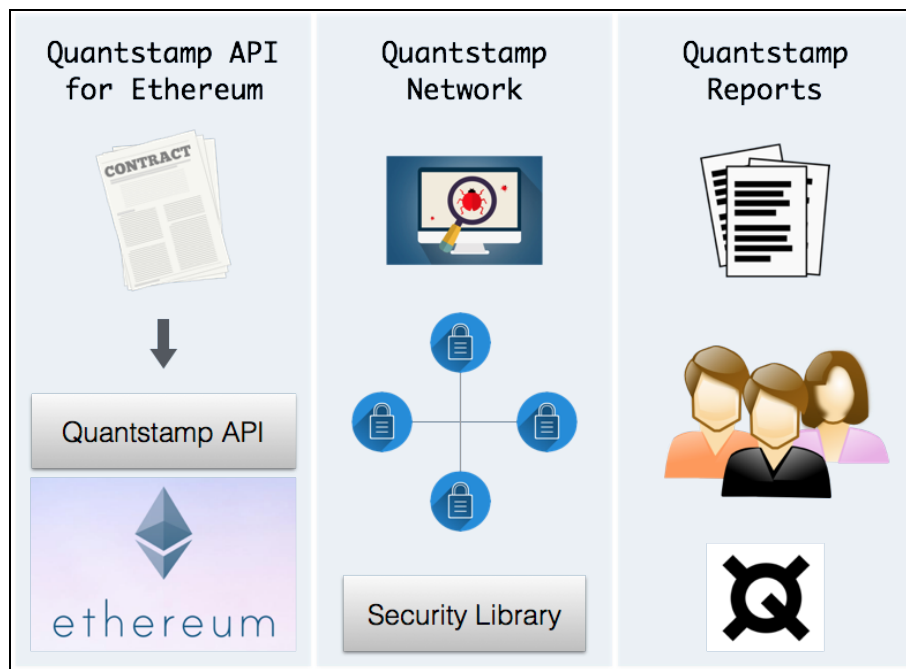 Quantstamp API
for Ethereum
CONTRACT
Quantstamp API
ethereum
Quantstamp
Network
Security Library
Quantstamp
Reports